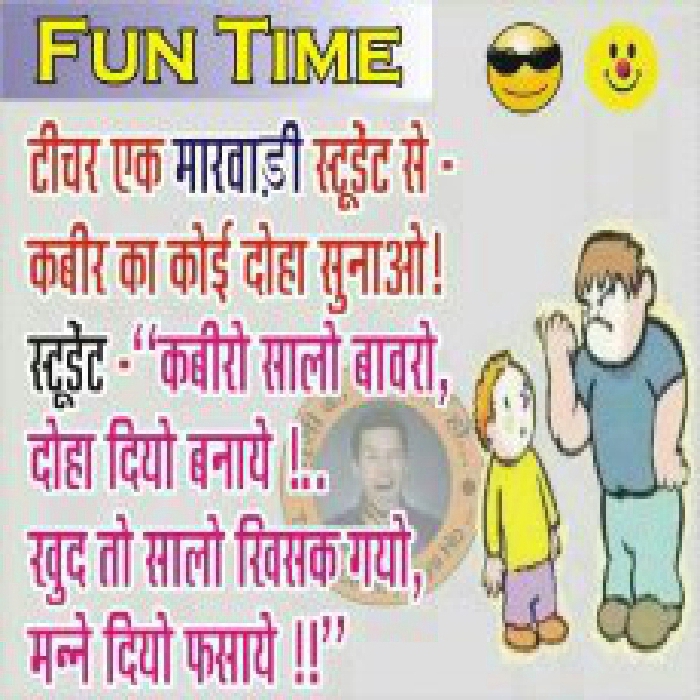 FUN TIME
टीचर एक मारवाड़ी स्टूडेंट से -
कबीर का कोई दोहा सुनाओ!
स्टूडेंट -“कबीरो सालो बावरो,
दोहा दियो बनाये !..
खुद तो सालो खिसक गयो,
मन्ने दियो फसाये !!”